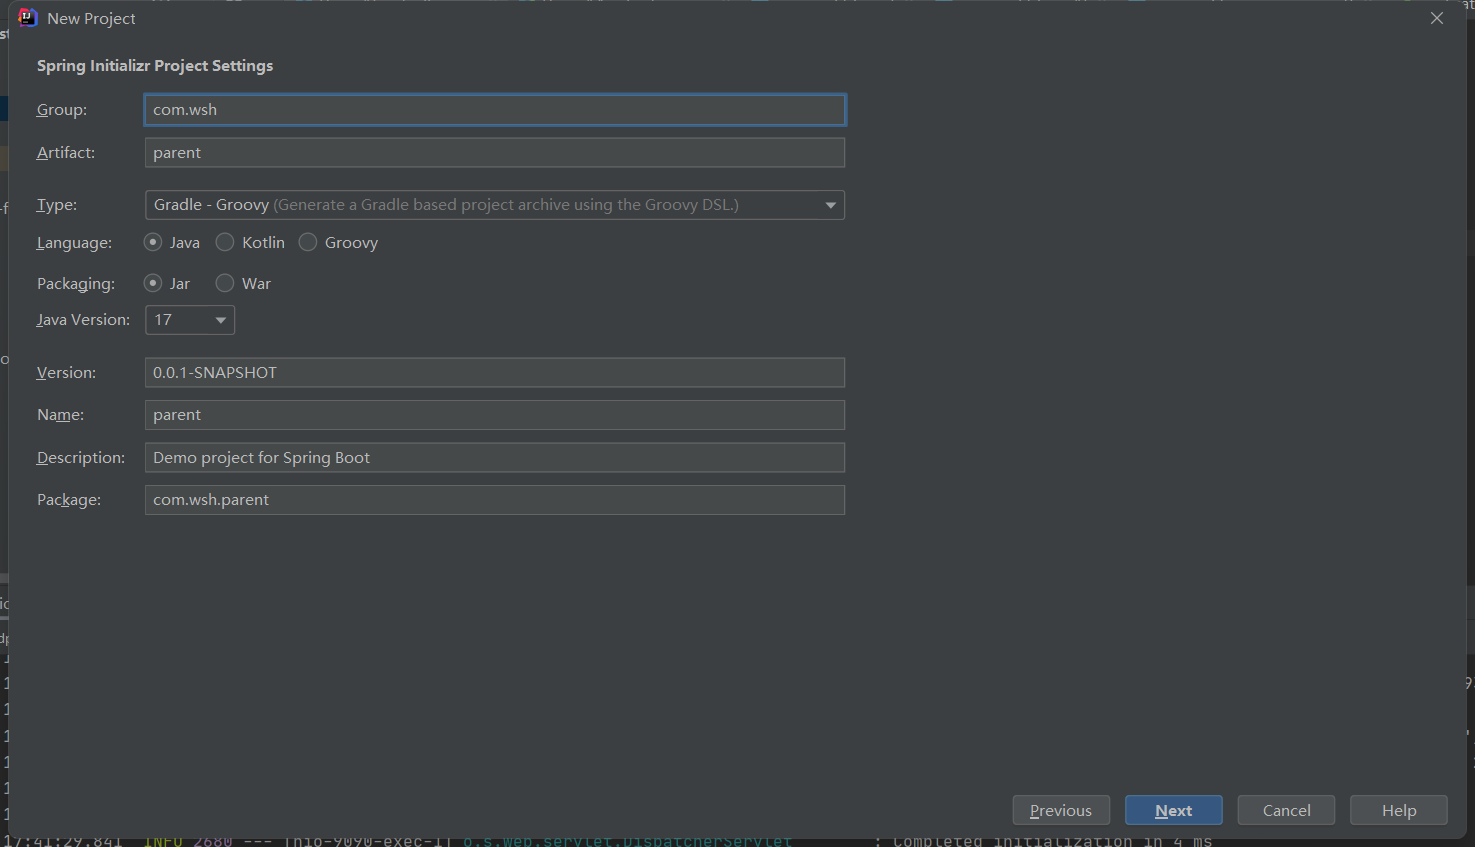 New Project
Spring Initializr Project Settings
Group: com.wsh
Artifact: parent
Type: Gradle - Groovy (Generate a Gradle based project archive using the Groovy DSL.)
Language: Java Kotlin Groovy
Packaging: Jar War
Java Version: 17
Version: 0.0.1-SNAPSHOT
Name: parent
Description: Demo project for Spring Boot
Package: com.wsh.parent
Previous Next Cancel Help
17:41:29.841 INFO 2680 --- [nio-9090-exec-1] o.s.web.servlet.DispatcherServlet : Completed initialization in 4 ms